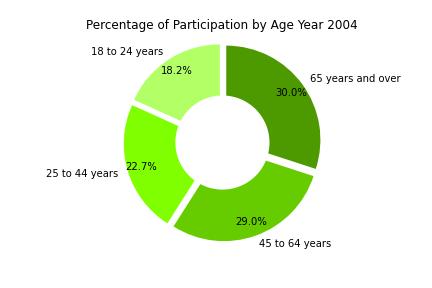 Percentage of Participation by Age Year 2004
18 to 24 years
18.2%
65 years and over
30.0%
25 to 44 years
22.7%
29.0%
45 to 64 years